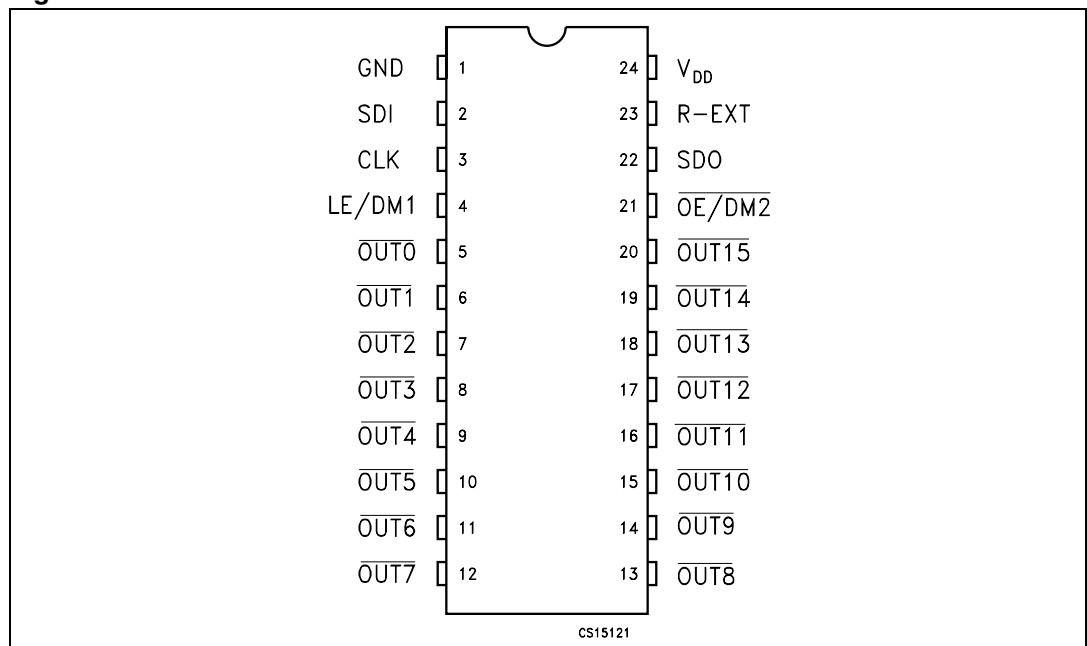 GND 1 24 VDD
SDI 2 23 R-EXT
CLK 3 22 SDO
LE/DM1 4 21 OE/DM2
OUT0 5 20 OUT15
OUT1 6 19 OUT14
OUT2 7 18 OUT13
OUT3 8 17 OUT12
OUT4 9 16 OUT11
OUT5 10 15 OUT10
OUT6 11 14 OUT9
OUT7 12 13 OUT8
CS15121